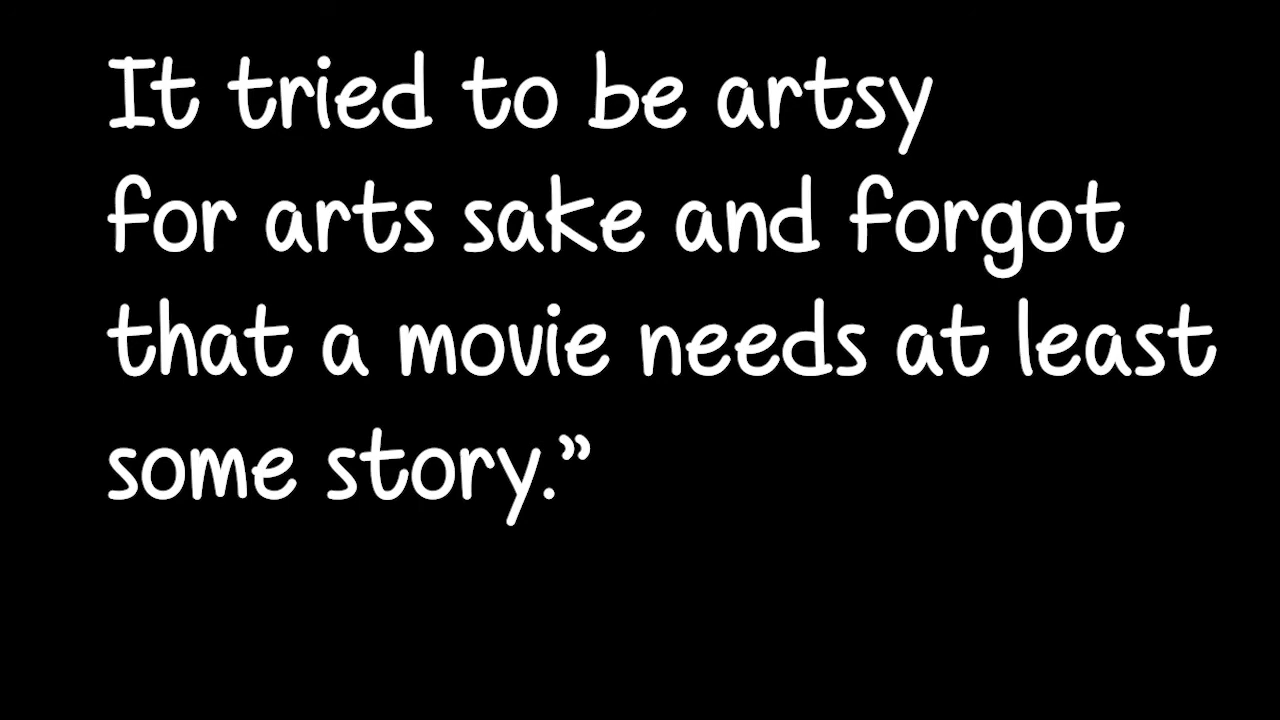 It tried to be artsy
for arts sake and forgot
that a movie needs at least
some story.”